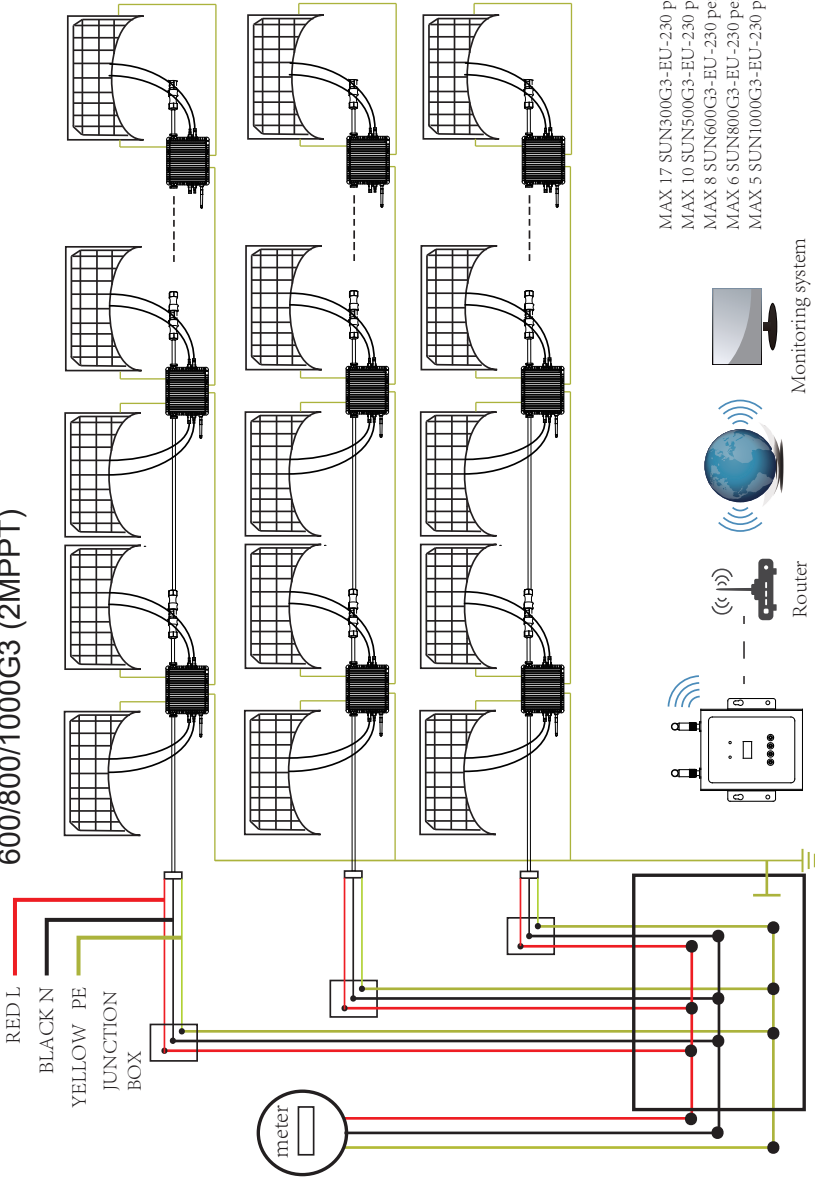 600/800/1000G3 (2MPPT)
RED L
BLACK N
YELLOW PE
JUNCTION
BOX
meter
MAX 17 SUN300G3-EU-230 p
MAX 10 SUN500G3-EU-230 p
MAX 8 SUN600G3-EU-230 pe
MAX 6 SUN800G3-EU-230 pe
MAX 5 SUN1000G3-EU-230 p
Router
Monitoring system